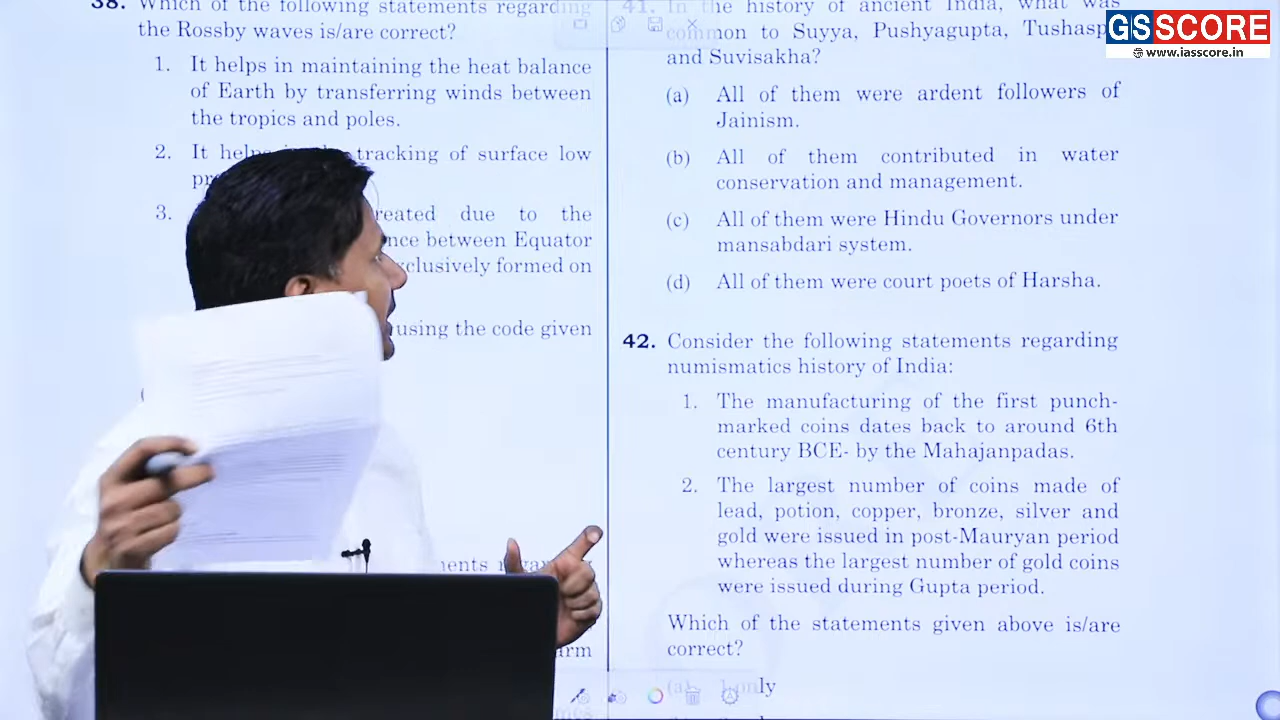 38. Which of the following statements regarding
the Rossby waves is/are correct?
1. It helps in maintaining the heat balance
of Earth by transferring winds between
the tropics and poles.
2. It helps tracking of surface low
3. reated due to the
nce between Equator
xclusively formed on
using the code given
41. In the history of ancient India, what was
common to Suyya, Pushyagupta, Tushasp
and Suvisakha?
(a) All of them were ardent followers of
Jainism.
(b) All of them contributed in water
conservation and management.
(c) All of them were Hindu Governors under
mansabdari system.
(d) All of them were court poets of Harsha.
42. Consider the following statements regarding
numismatics history of India:
1. The manufacturing of the first punch-
marked coins dates back to around 6th
century BCE- by the Mahajanpadas.
2. The largest number of coins made of
lead, potion, copper, bronze, silver and
gold were issued in post-Mauryan period
whereas the largest number of gold coins
were issued during Gupta period.
Which of the statements given above is/are
correct?
(a) 1 only
GSSCORE
www.iasscore.in